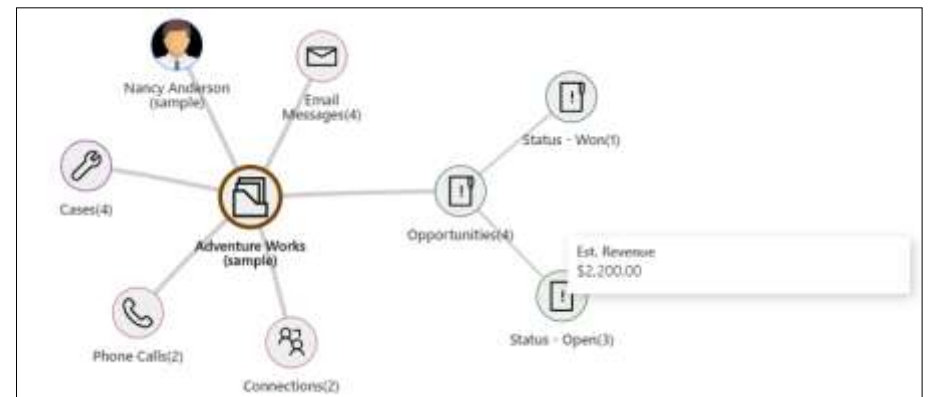 Nancy Anderson
(sample)
Email
Messages(4)
Status - Won(1)
Cases(4)
Opportunities(4)
Adventure Works
(sample)
Est. Revenue
$2,200.00
Status - Open(3)
Phone Calls(2)
Connections(2)